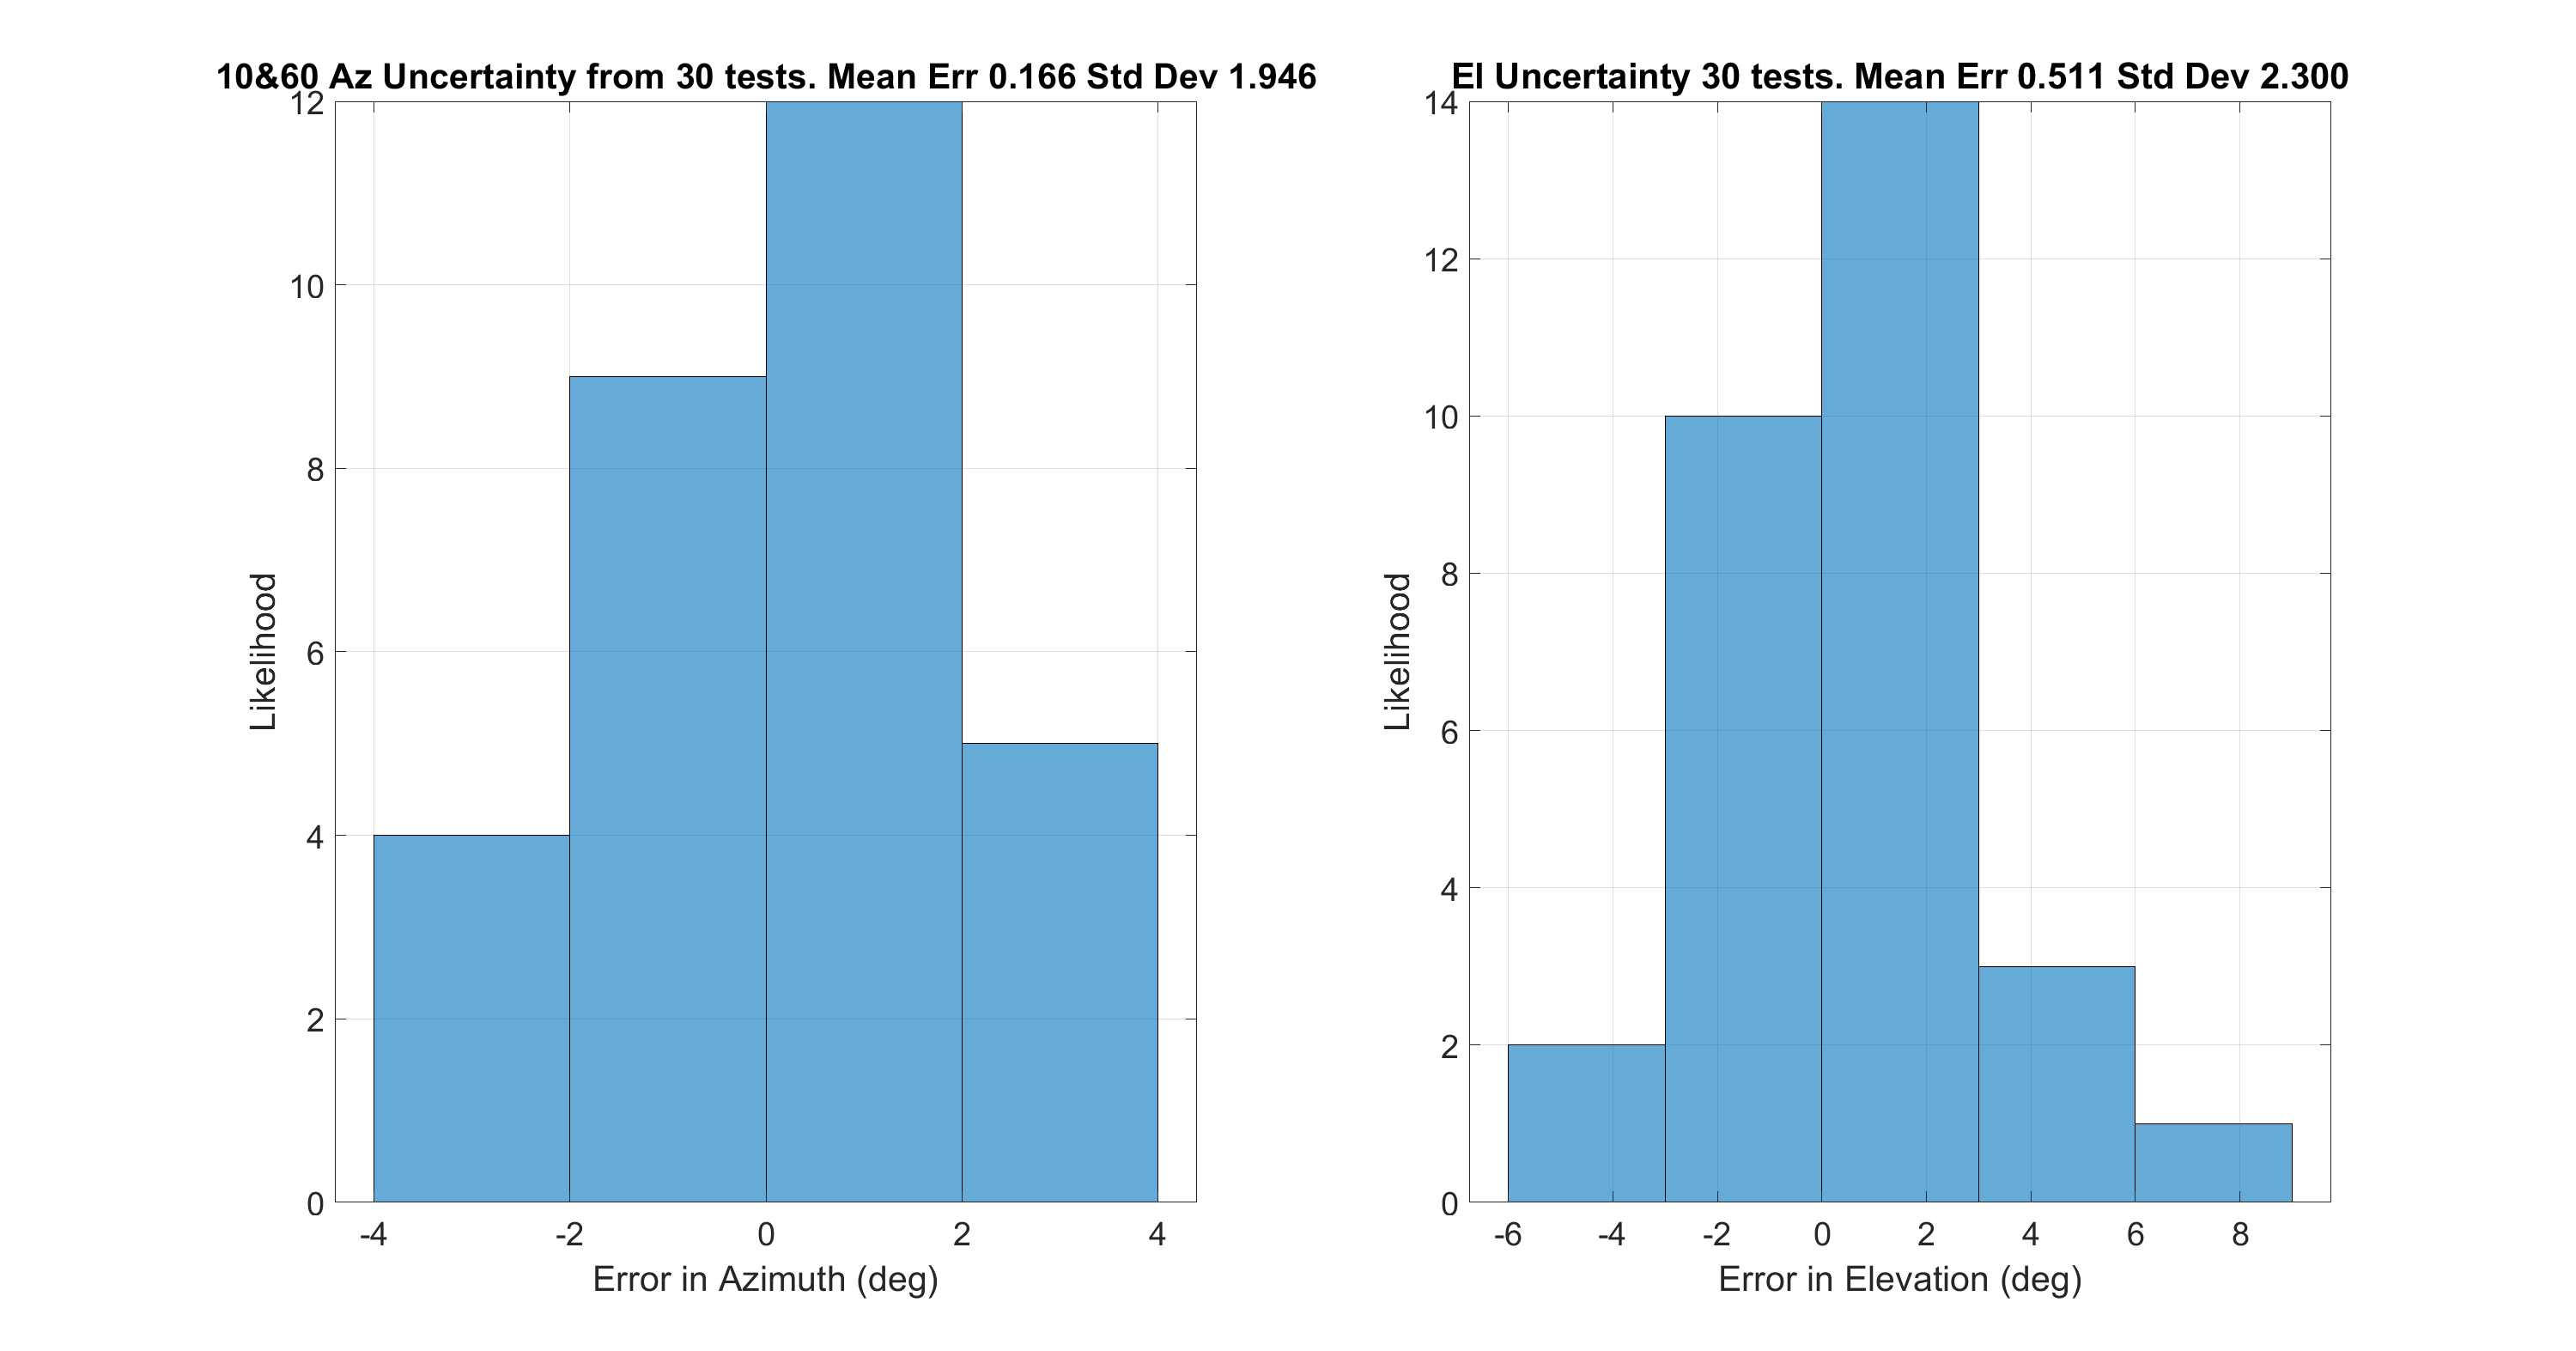 10&60 Az Uncertainty from 30 tests. Mean Err 0.166 Std Dev 1.946
12
10
8
6
4
2
0
Likelihood
-4 -2 0 2 4
Error in Azimuth (deg)
El Uncertainty 30 tests. Mean Err 0.511 Std Dev 2.300
14
12
10
8
6
4
2
0
Likelihood
-6 -4 -2 0 2 4 6 8
Error in Elevation (deg)